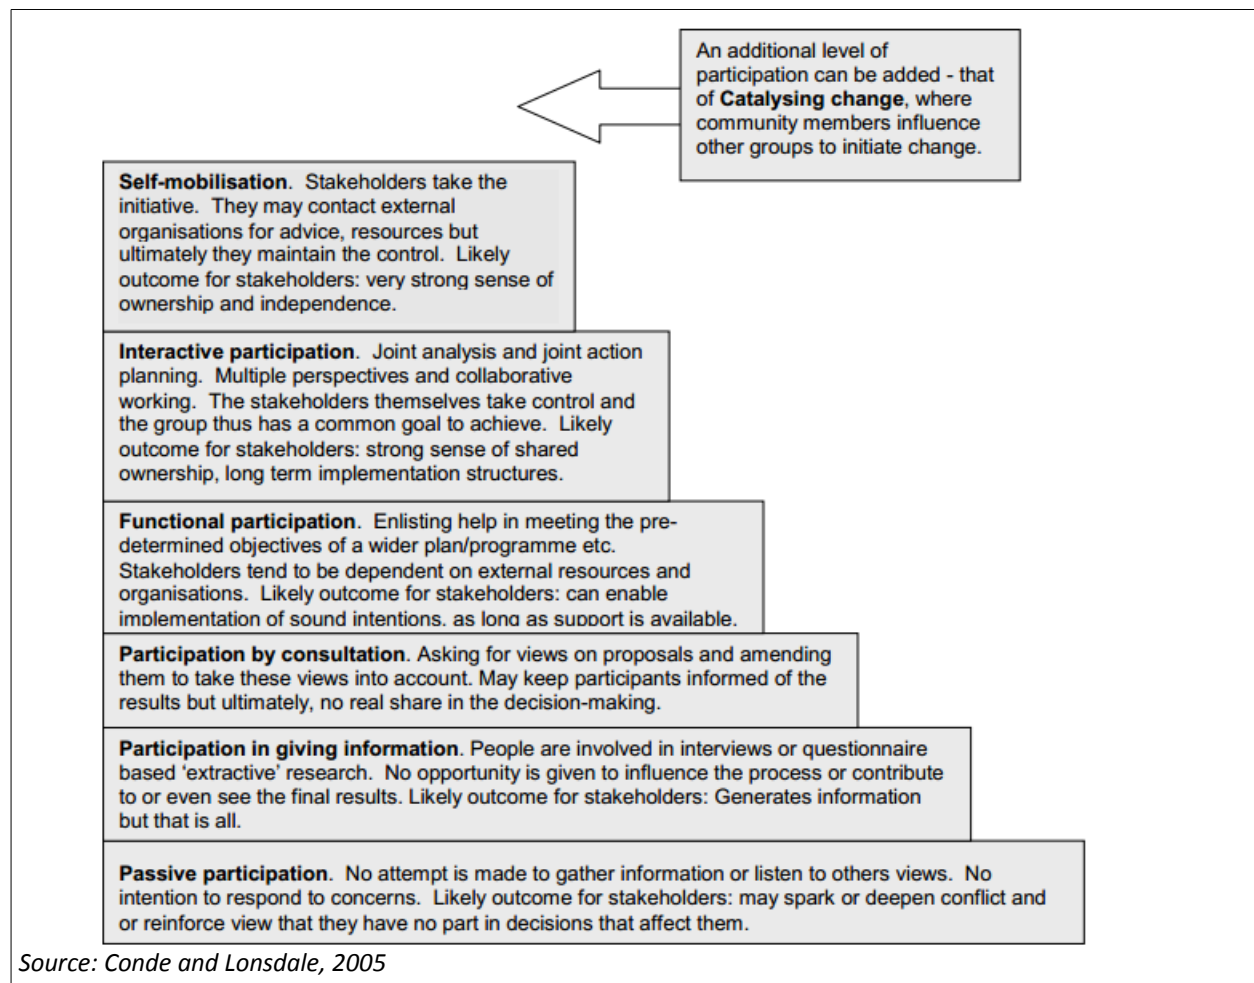 An additional level of
participation can be added - that
of Catalysing change, where
community members influence
other groups to initiate change.
Self-mobilisation. Stakeholders take the
initiative. They may contact external
organisations for advice, resources but
ultimately they maintain the control. Likely
outcome for stakeholders: very strong sense of
ownership and independence.
Interactive participation. Joint analysis and joint action
planning. Multiple perspectives and collaborative
working. The stakeholders themselves take control and
the group thus has a common goal to achieve. Likely
outcome for stakeholders: strong sense of shared
ownership, long term implementation structures.
Functional participation. Enlisting help in meeting the pre-
determined objectives of a wider plan/programme etc.
Stakeholders tend to be dependent on external resources and
organisations. Likely outcome for stakeholders: can enable
implementation of sound intentions, as long as support is available.
Participation by consultation. Asking for views on proposals and amending
them to take these views into account. May keep participants informed of the
results but ultimately, no real share in the decision-making.
Participation in giving information. People are involved in interviews or questionnaire
based ‘extractive’ research. No opportunity is given to influence the process or contribute
to or even see the final results. Likely outcome for stakeholders: Generates information
but that is all.
Passive participation. No attempt is made to gather information or listen to others views. No
intention to respond to concerns. Likely outcome for stakeholders: may spark or deepen conflict and
or reinforce view that they have no part in decisions that affect them.
Source: Conde and Lonsdale, 2005